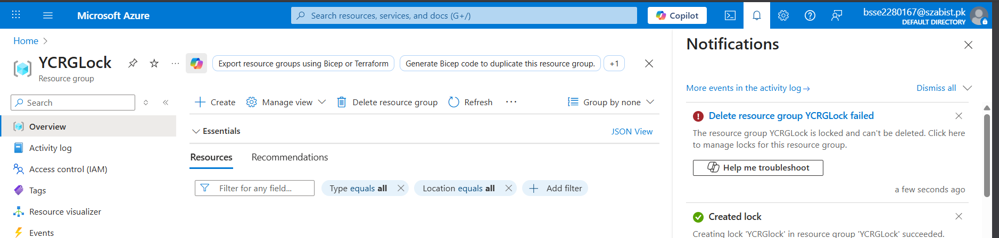 Microsoft Azure
Search resources, services, and docs (G+/)
Copilot
bsse2280167@szabist.pk
DEFAULT DIRECTORY
Home
YCRGLock
Resource group
Export resource groups using Bicep or Terraform
Generate Bicep code to duplicate this resource group.
+1
Search
Overview
Activity log
Access control (IAM)
Tags
Resource visualizer
Events
Create
Manage view
Delete resource group
Refresh
Group by none
Essentials
JSON View
Resources
Recommendations
Filter for any field...
Type equals all
Location equals all
Add filter
Notifications
More events in the activity log→
Dismiss all
Delete resource group YCRGLock failed
The resource group YCRGLock is locked and can't be deleted. Click here
to manage locks for this resource group.
Help me troubleshoot
a few seconds ago
Created lock
Creating lock 'YCRGlock' in resource group 'YCRGLock' succeeded.